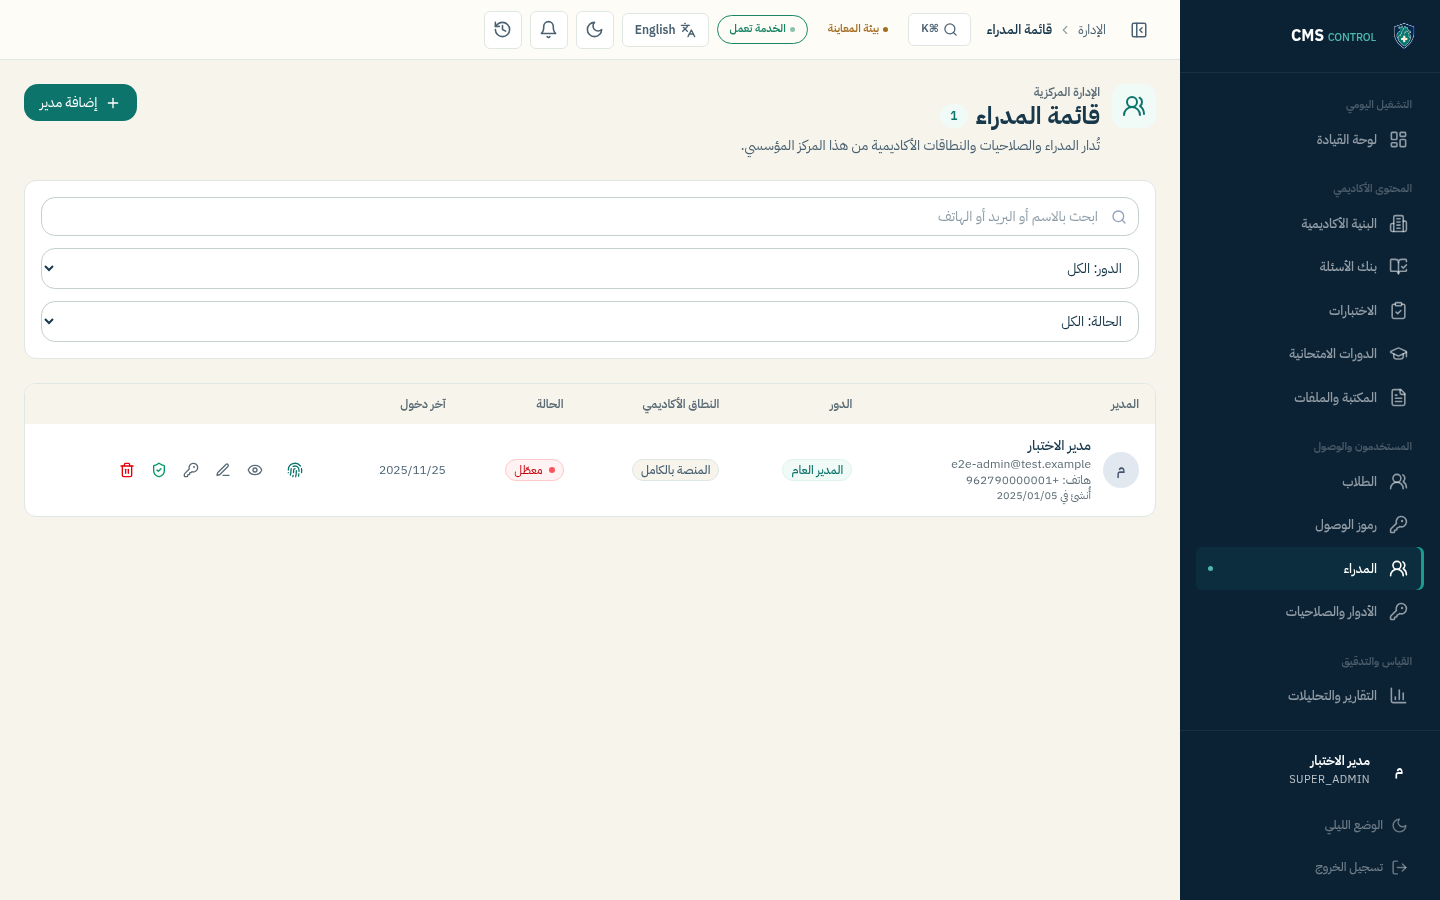 CMS CONTROL
التشغيل اليومي
لوحة القيادة
المحتوى الأكاديمي
البنية الأكاديمية
بنك الأسئلة
الاختبارات
الدورات الامتحانية
المكتبة والملفات
المستخدمون والوصول
الطلاب
رموز الوصول
المدراء
الأدوار والصلاحيات
القياس والتدقيق
التقارير والتحليلات
م
مدير الاختبار
SUPER_ADMIN
الوضع الليلي
تسجيل الخروج
الإدارة
قائمة المدراء
⌘K
بيئة المعاينة
الخدمة تعمل
English
الإدارة المركزية
قائمة المدراء 1
تُدار المدراء والصلاحيات والنطاقات الأكاديمية من هذا المركز المؤسسي.
إضافة مدير
ابحث بالاسم أو البريد أو الهاتف
الدور: الكل
الحالة: الكل
المدير الدور النطاق الأكاديمي الحالة آخر دخول
م
مدير الاختبار
e2e-admin@test.example
هاتف: +962790000001
أُنشئ في 2025/01/05
المدير العام
المنصة بالكامل
معطّل
2025/11/25